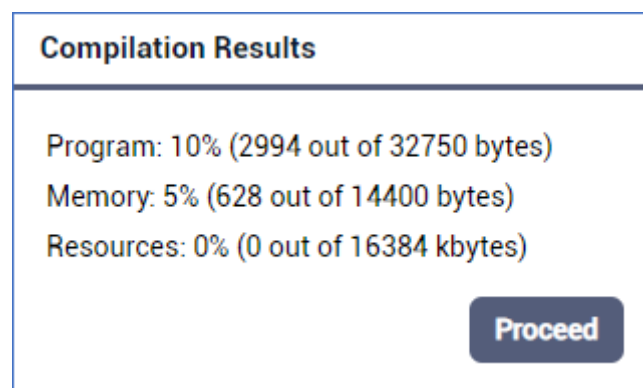 Compilation Results
Program: 10% (2994 out of 32750 bytes)
Memory: 5% (628 out of 14400 bytes)
Resources: 0% (0 out of 16384 kbytes)
Proceed